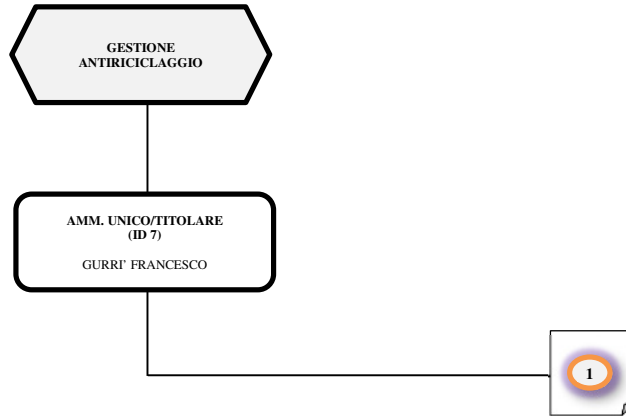 GESTIONE
ANTIRICICLAGGIO
AMM. UNICO/TITOLARE
(ID 7)
GURRI’ FRANCESCO
1